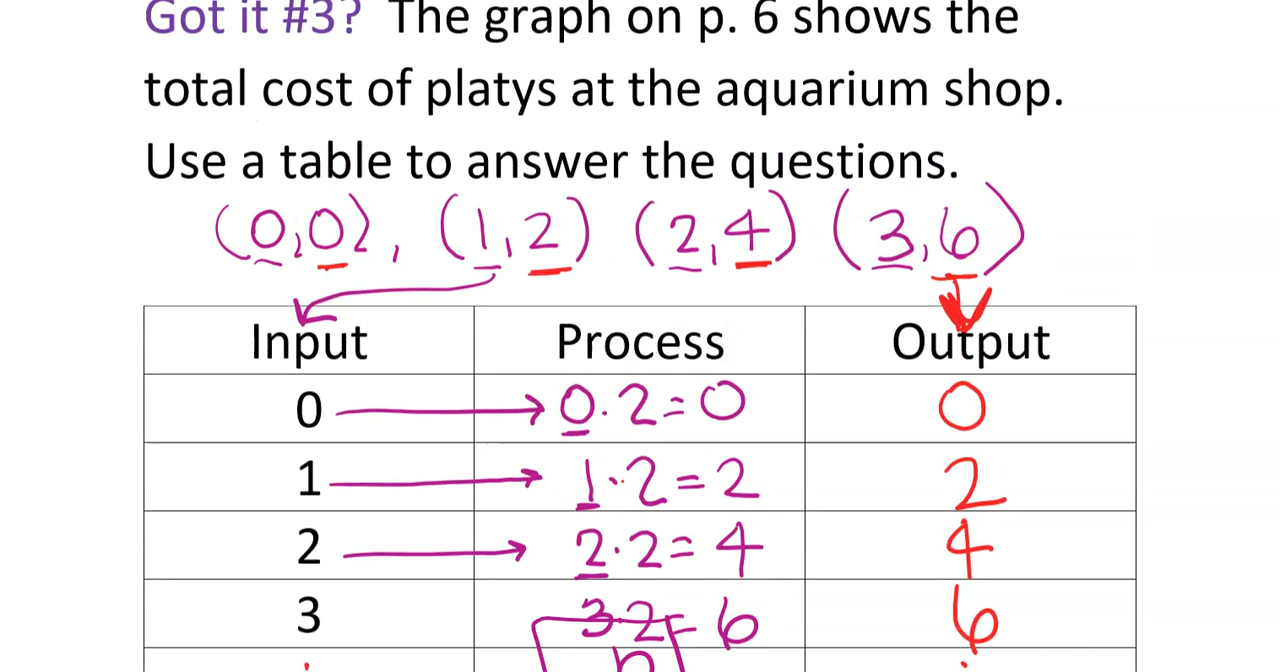 Got it #3? The graph on p. 6 shows the
total cost of platys at the aquarium shop.
Use a table to answer the questions.
(0,0), (1,2) (2,4) (3,6)
Input Process Output
0 0·2=0 0
1 1·2=2 2
2 2·2=4 4
3 3·2=6 6